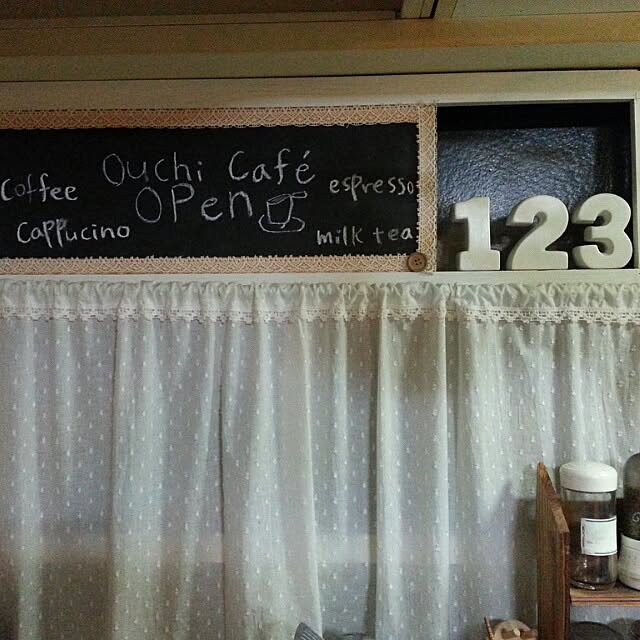 Ouchi Café
OPen
Coffee
Cappucino
espresso
milk tea
123